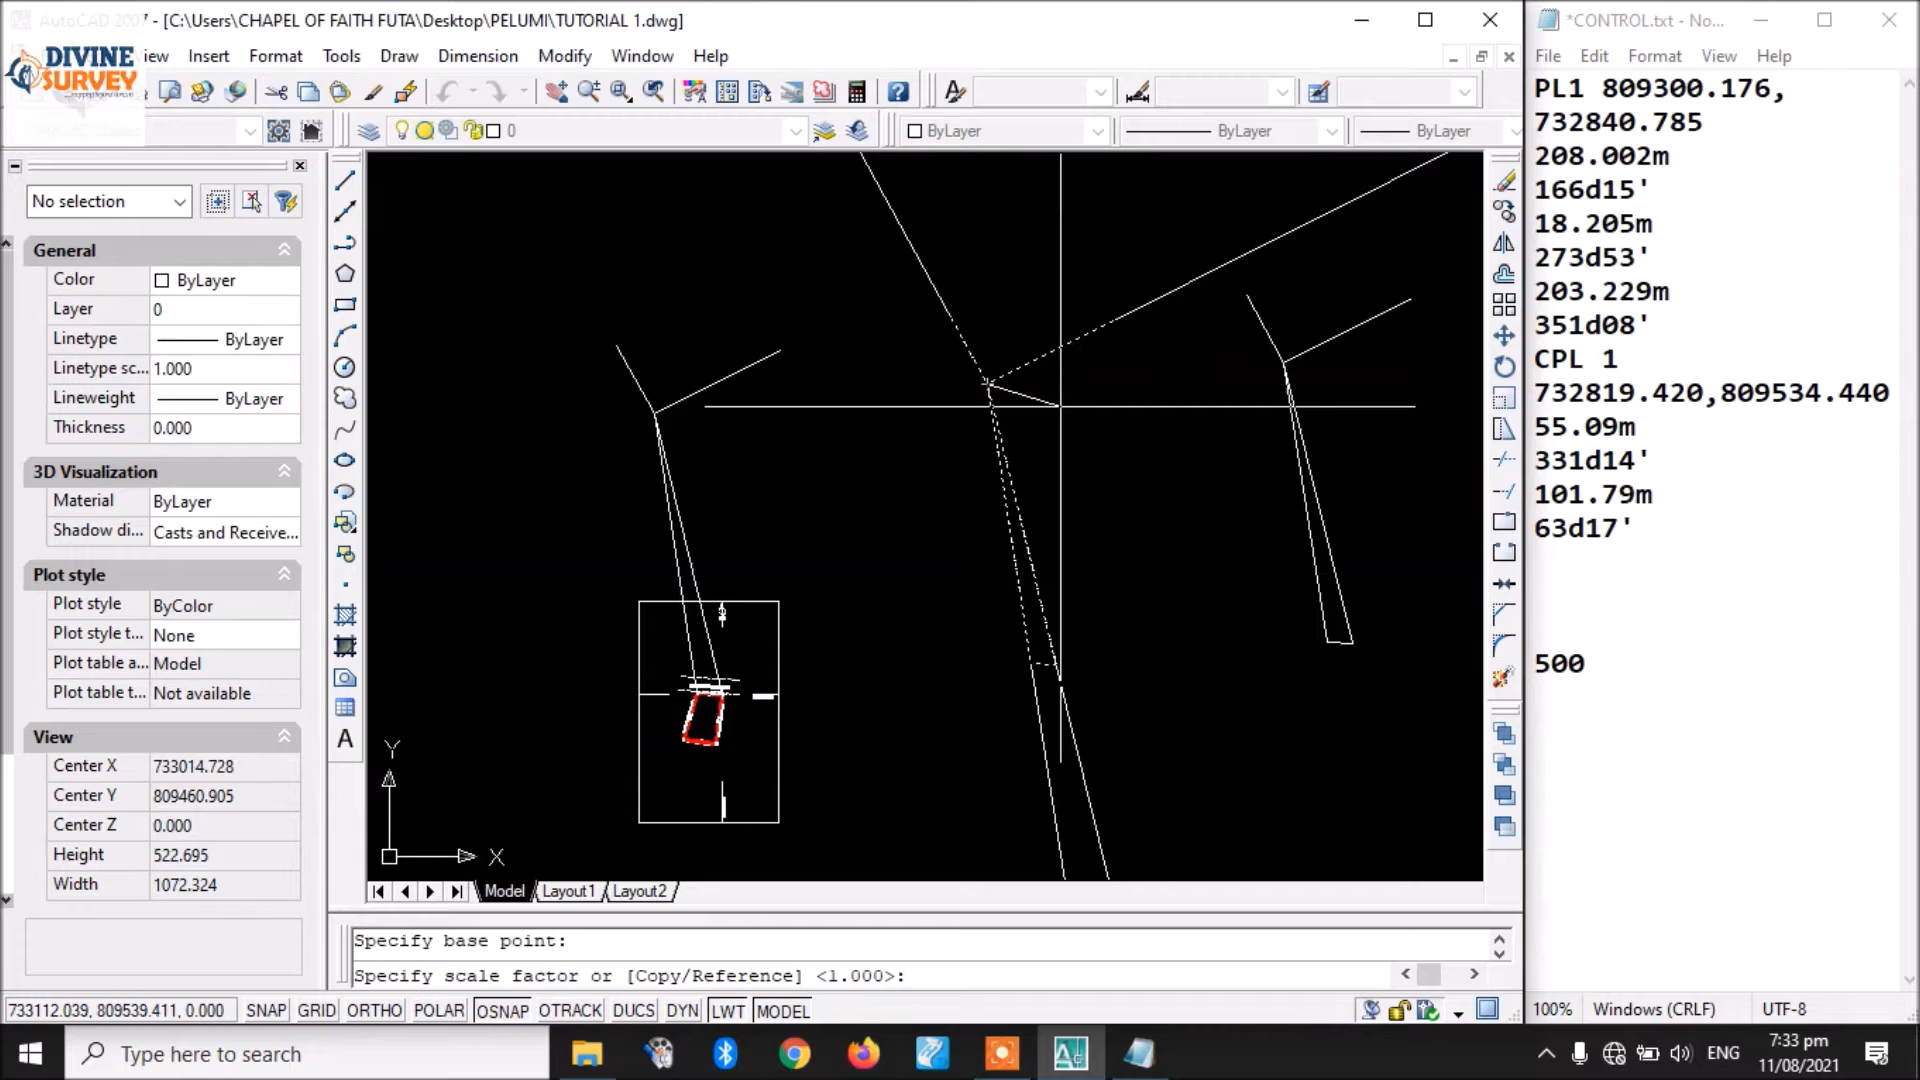 AutoCAD 2007 - [C:\Users\CHAPEL OF FAITH FUTA\Desktop\PELUMI\TUTORIAL 1.dwg]
DIVINE
SURVEY
iew Insert Format Tools Draw Dimension Modify Window Help
0
ByLayer
ByLayer
ByLayer
No selection
General
Color ByLayer
Layer 0
Linetype ByLayer
Linetype sc... 1.000
Lineweight ByLayer
Thickness 0.000
3D Visualization
Material ByLayer
Shadow di... Casts and Receive...
Plot style
Plot style ByColor
Plot style t... None
Plot table a... Model
Plot table t... Not available
View
Center X 733014.728
Center Y 809460.905
Center Z 0.000
Height 522.695
Width 1072.324
A
Y
X
Model Layout1 Layout2
Specify base point:
Specify scale factor or [Copy/Reference] <1.000>:
733112.039, 809539.411, 0.000 SNAP GRID ORTHO POLAR OSNAP OTRACK DUCS DYN LWT MODEL
*CONTROL.txt - No...
File Edit Format View Help
PL1 809300.176,
732840.785
208.002m
166d15'
18.205m
273d53'
203.229m
351d08'
CPL 1
732819.420,809534.440
55.09m
331d14'
101.79m
63d17'
500
100% Windows (CRLF) UTF-8
Type here to search
ENG
7:33 pm
11/08/2021